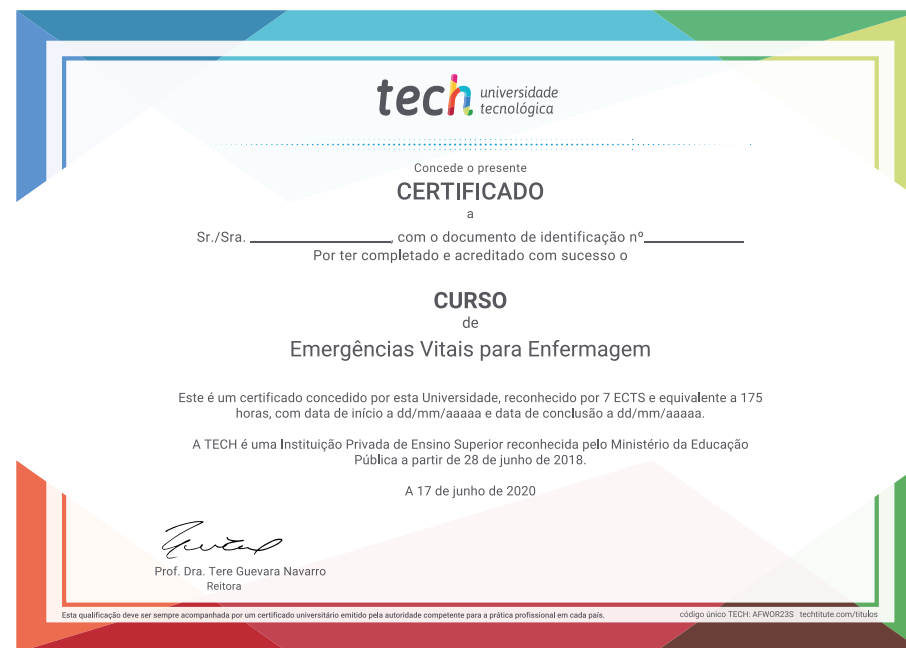 tech universidade
tecnológica
Concede o presente
CERTIFICADO
a
Sr./Sra. ____________________, com o documento de identificação nº______________
Por ter completado e acreditado com sucesso o
CURSO
de
Emergências Vitais para Enfermagem
Este é um certificado concedido por esta Universidade, reconhecido por 7 ECTS e equivalente a 175
horas, com data de início a dd/mm/aaaaa e data de conclusão a dd/mm/aaaaa.
A TECH é uma Instituição Privada de Ensino Superior reconhecida pelo Ministério da Educação
Pública a partir de 28 de junho de 2018.
A 17 de junho de 2020
Prof. Dra. Tere Guevara Navarro
Reitora
Esta qualificação deve ser sempre acompanhada por um certificado universitário emitido pela autoridade competente para a prática profissional em cada país.
código único TECH: AFWOR23S techtitute.com/titulos